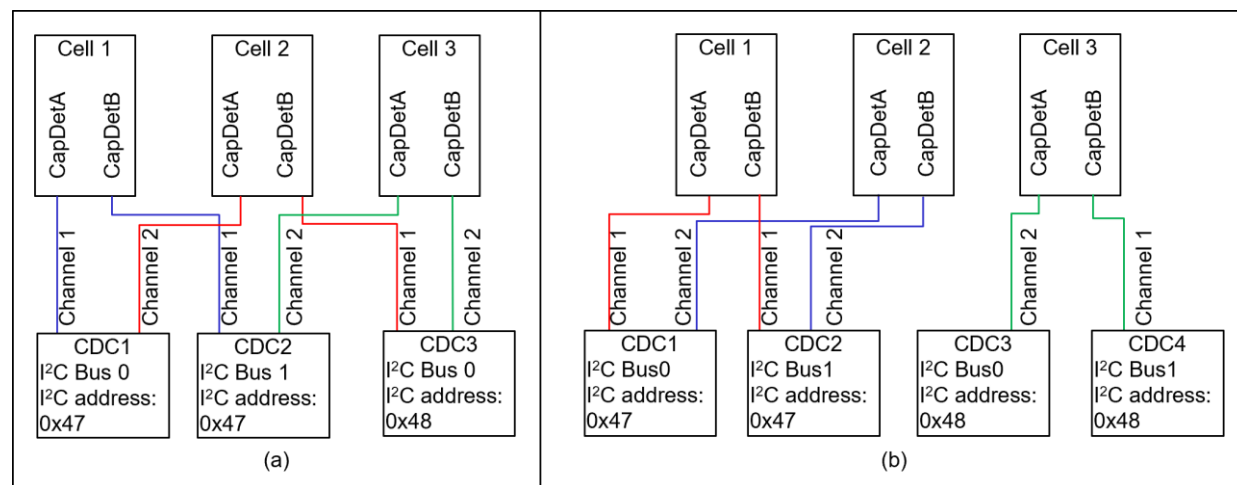 Cell 1
Cell 2
Cell 3
CapDetA
CapDetB
CapDetA
CapDetB
CapDetA
CapDetB
Channel 1
Channel 2
Channel 1
Channel 2
Channel 1
Channel 2
CDC1
I²C Bus 0
I²C address:
0x47
CDC2
I²C Bus 1
I²C address:
0x47
CDC3
I²C Bus 0
I²C address:
0x48
(a)
Cell 1
Cell 2
Cell 3
CapDetA
CapDetB
CapDetA
CapDetB
CapDetA
CapDetB
Channel 1
Channel 2
Channel 1
Channel 2
Channel 2
Channel 1
CDC1
I²C Bus0
I²C address:
0x47
CDC2
I²C Bus1
I²C address:
0x47
CDC3
I²C Bus0
I²C address:
0x48
CDC4
I²C Bus1
I²C address:
0x48
(b)